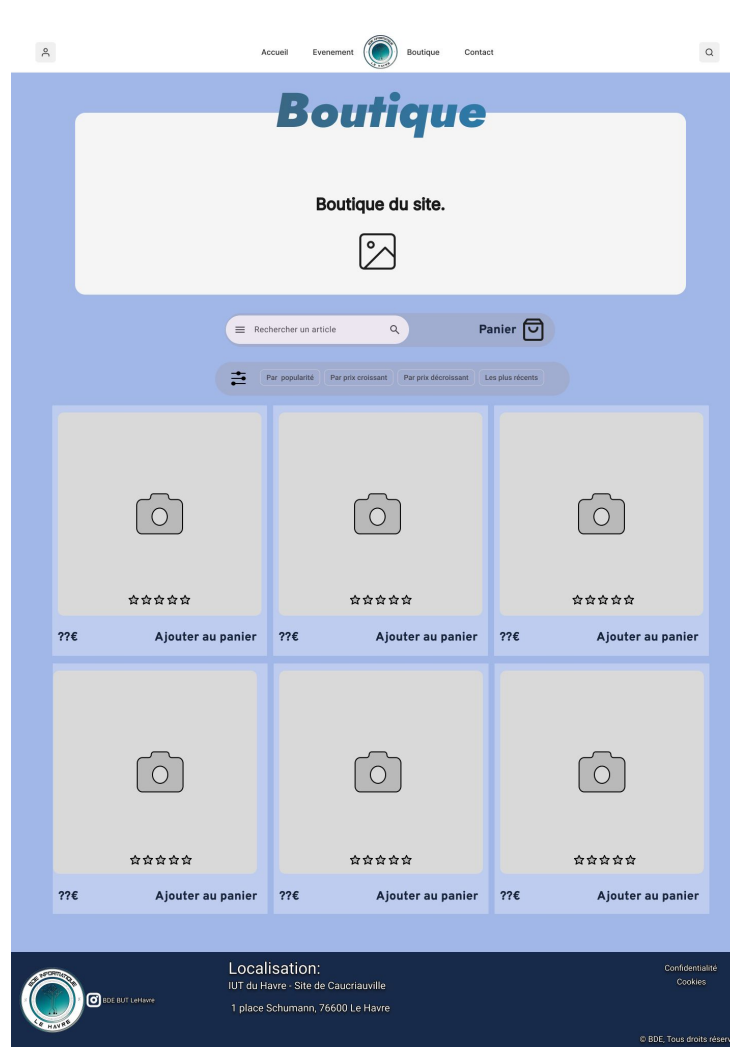 Accueil Evenement Boutique Contact
Boutique
Boutique du site.
Rechercher un article
Panier
Par popularité Par prix croissant Par prix décroissant Les plus récents
??€ Ajouter au panier ??€ Ajouter au panier ??€ Ajouter au panier
??€ Ajouter au panier ??€ Ajouter au panier ??€ Ajouter au panier
BDE INFORMATIQUE
LE HAVRE
BDE BUT LeHavre
Localisation:
IUT du Havre - Site de Caucriauville
1 place Schumann, 76600 Le Havre
Confidentialité
Cookies
© BDE, Tous droits réserv